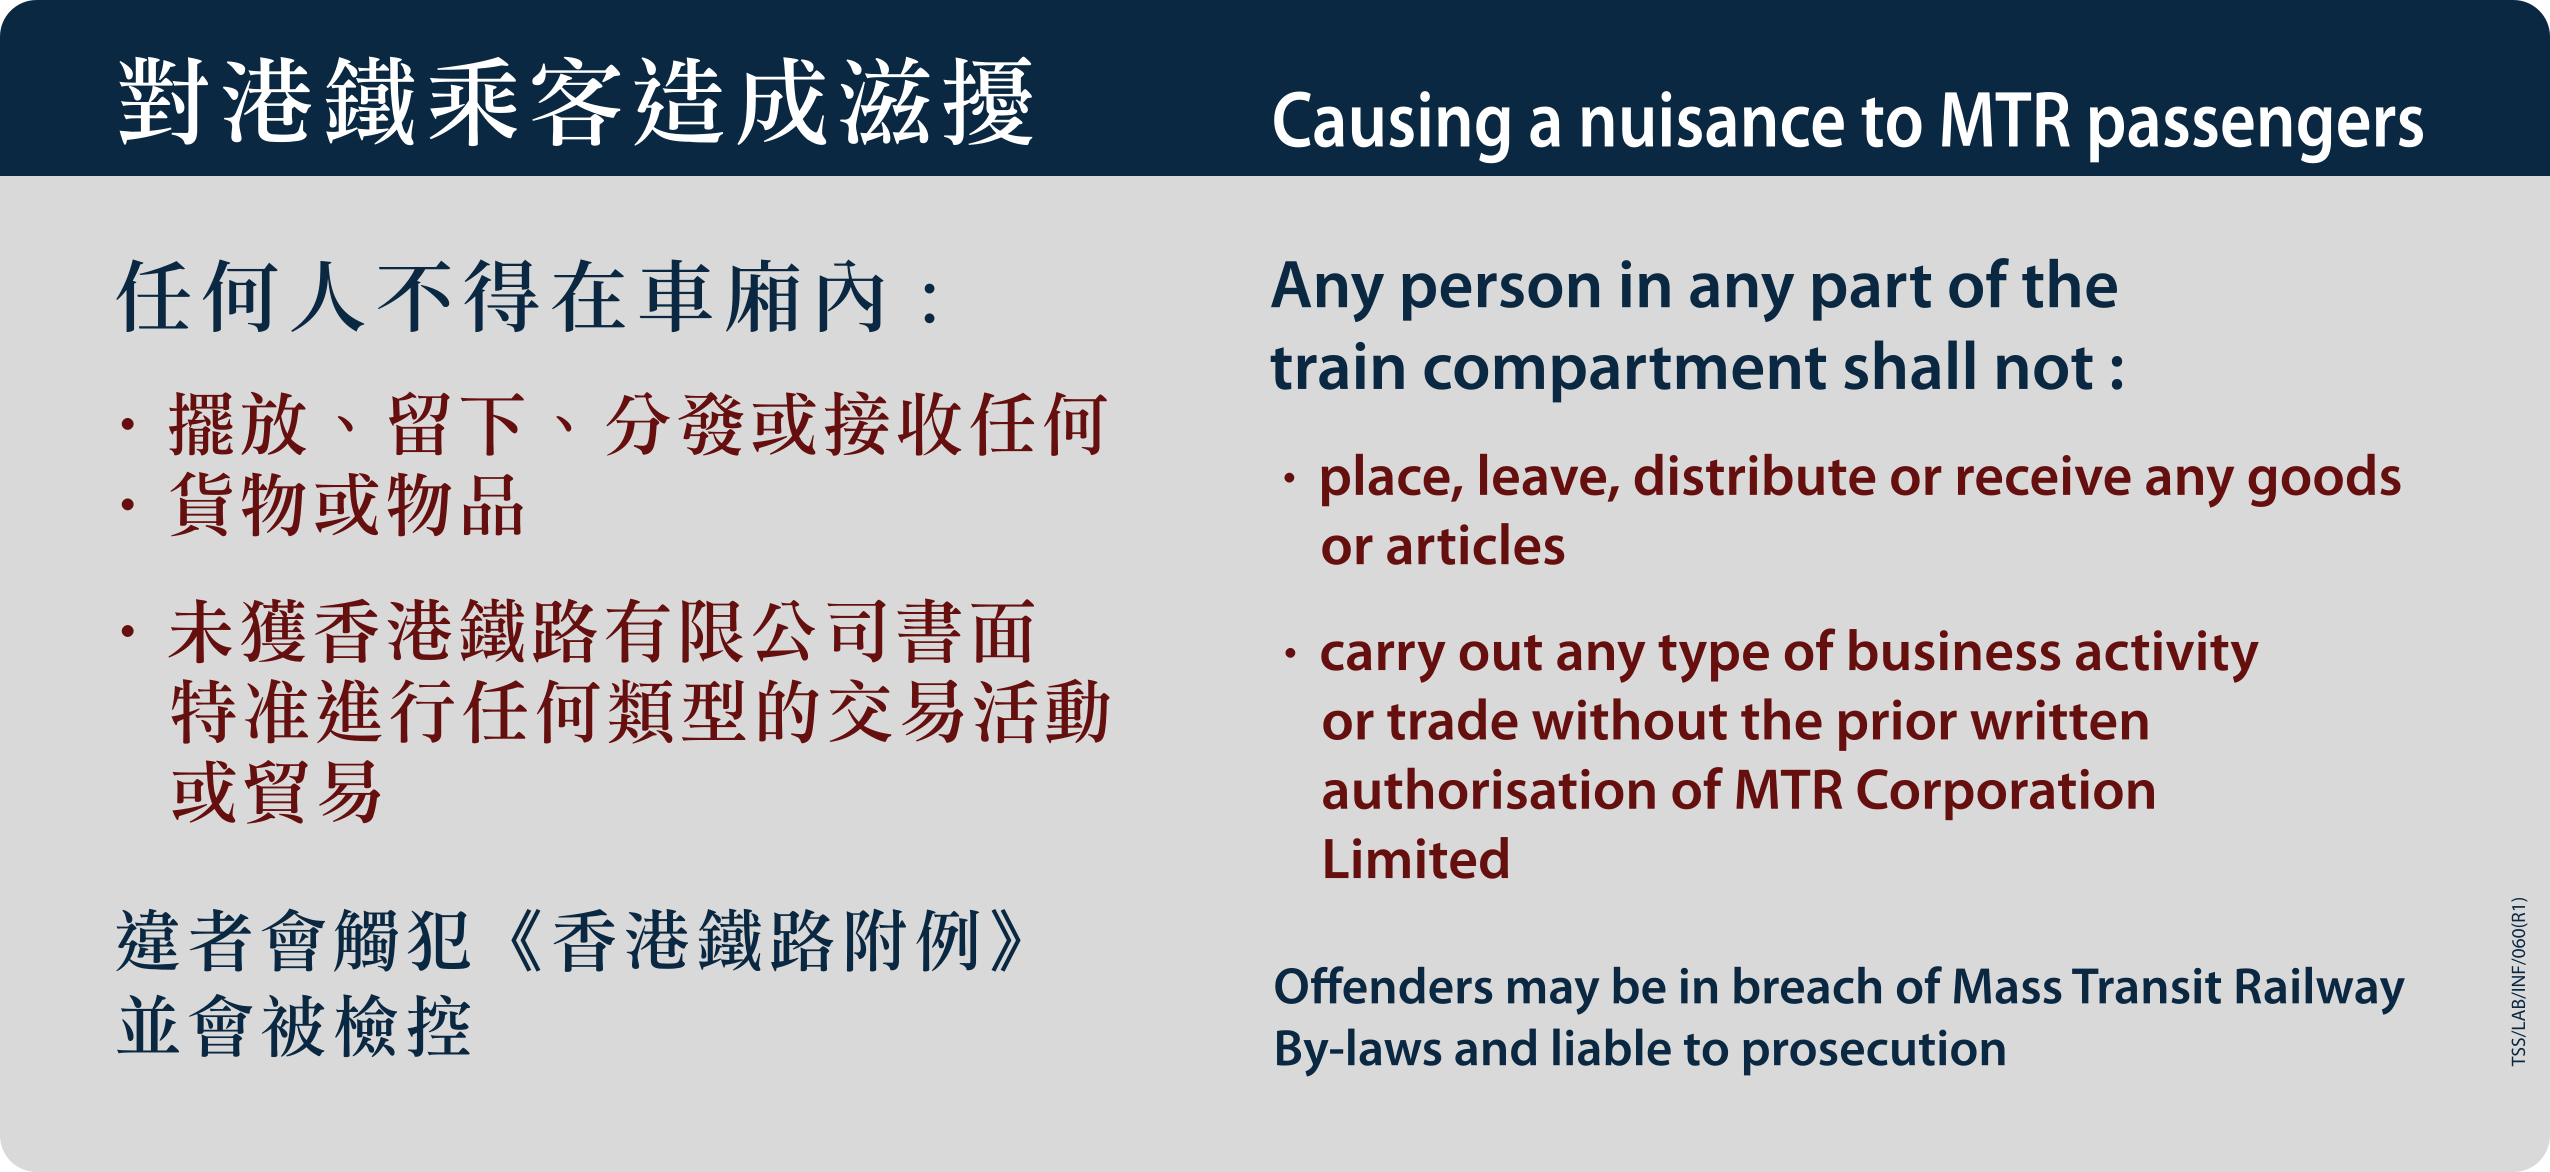 對港鐵乘客造成滋擾
任何人不得在車廂內：
・擺放、留下、分發或接收任何
・貨物或物品
・未獲香港鐵路有限公司書面
特准進行任何類型的交易活動
或貿易
違者會觸犯《香港鐵路附例》
並會被檢控
Causing a nuisance to MTR passengers
Any person in any part of the
train compartment shall not :
・place, leave, distribute or receive any goods
or articles
・carry out any type of business activity
or trade without the prior written
authorisation of MTR Corporation
Limited
Offenders may be in breach of Mass Transit Railway
By-laws and liable to prosecution
TSS/LAB/INF/060(R1)